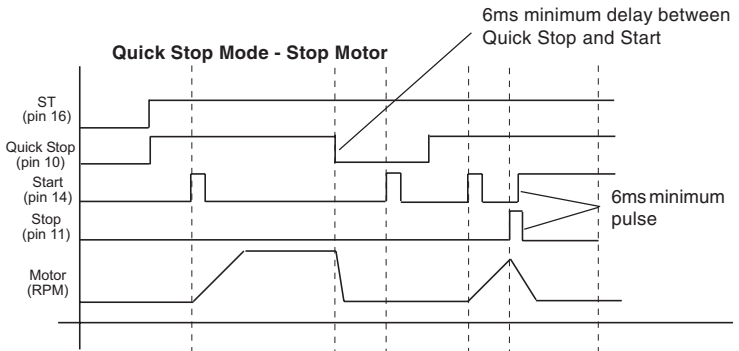 6ms minimum delay between
Quick Stop and Start
Quick Stop Mode - Stop Motor
ST
(pin 16)
Quick Stop
(pin 10)
Start
(pin 14)
Stop
(pin 11)
6ms minimum
pulse
Motor
(RPM)